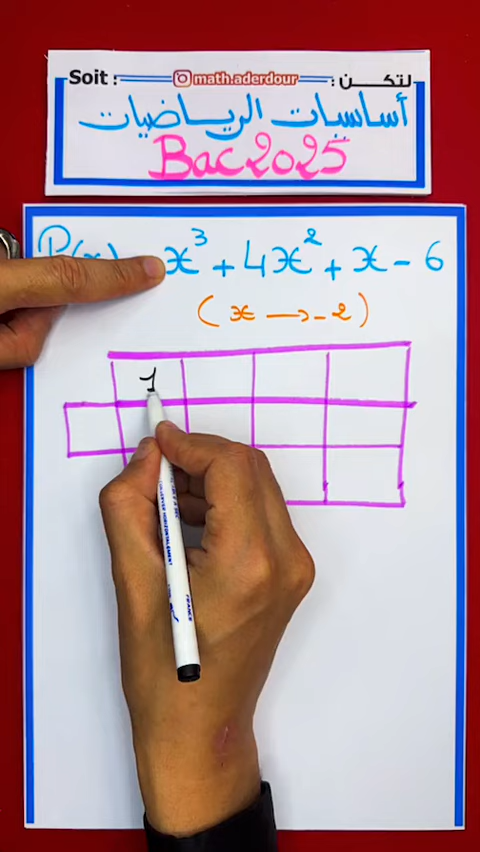 Soit : math.aderdour لتكن :
أساسيات الرياضيات
Bac2025
P(x) x³ + 4x² + x - 6
(x → -2)
1